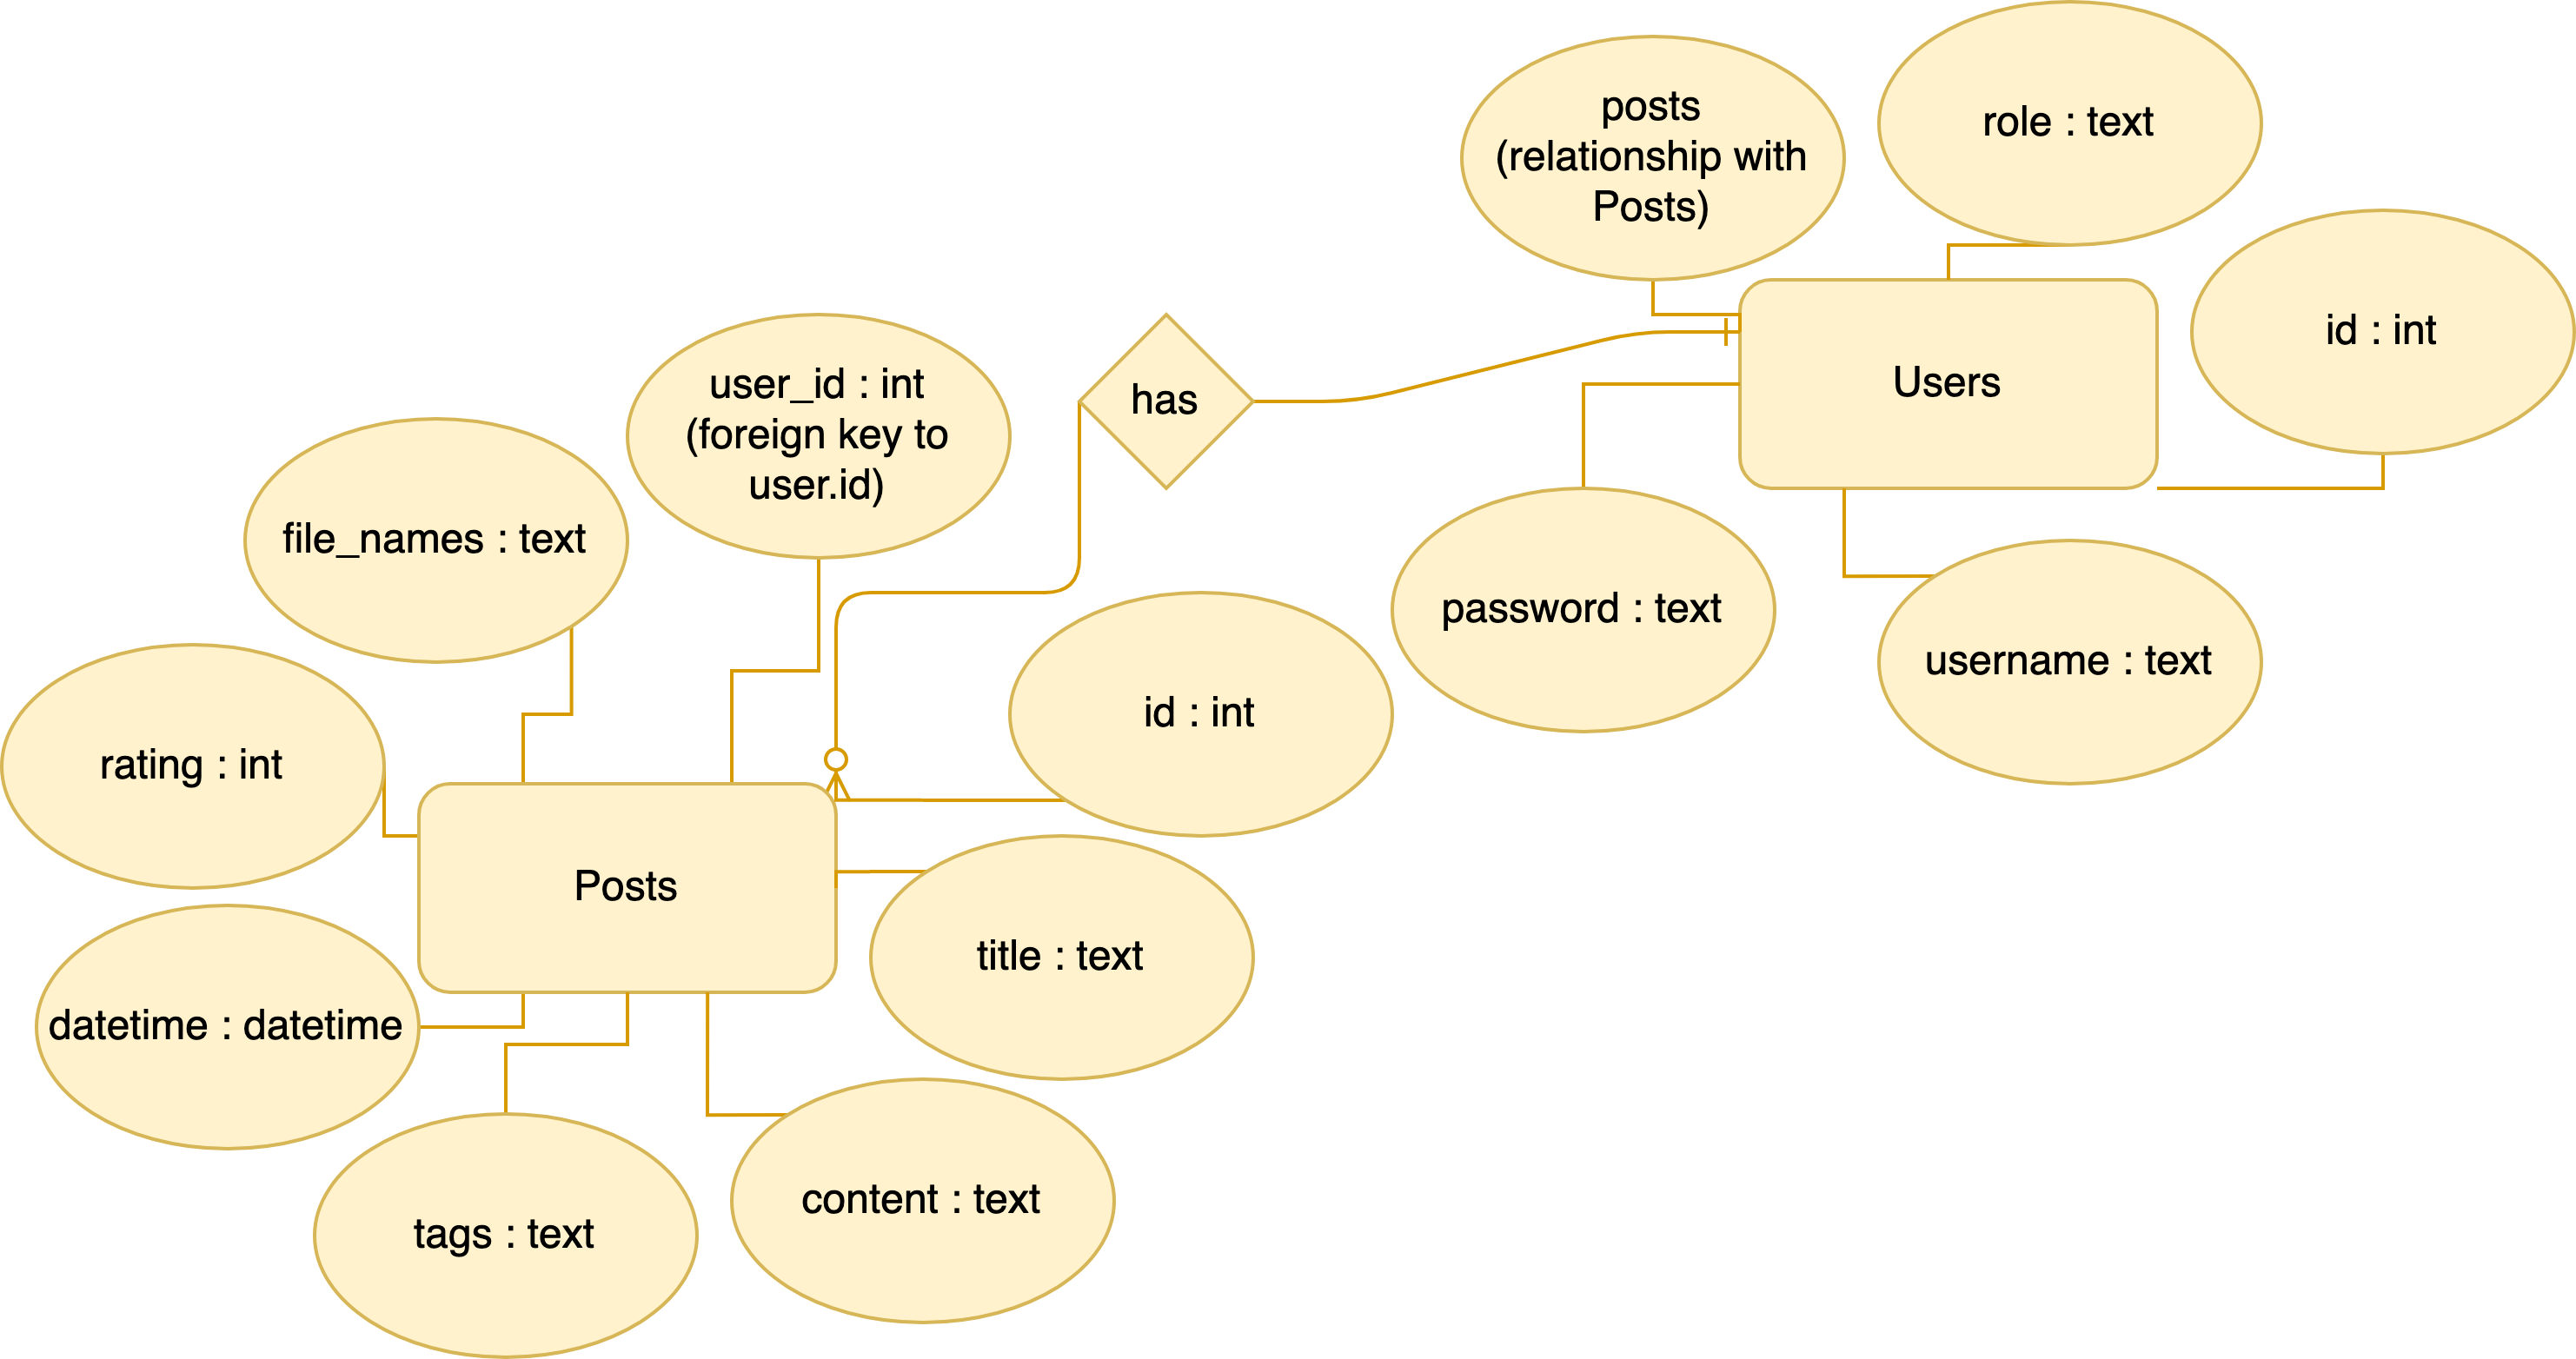 role : text
posts
(relationship with
Posts)
id : int
Users
user_id : int
(foreign key to
user.id)
has
file_names : text
password : text
username : text
id : int
rating : int
Posts
title : text
datetime : datetime
content : text
tags : text